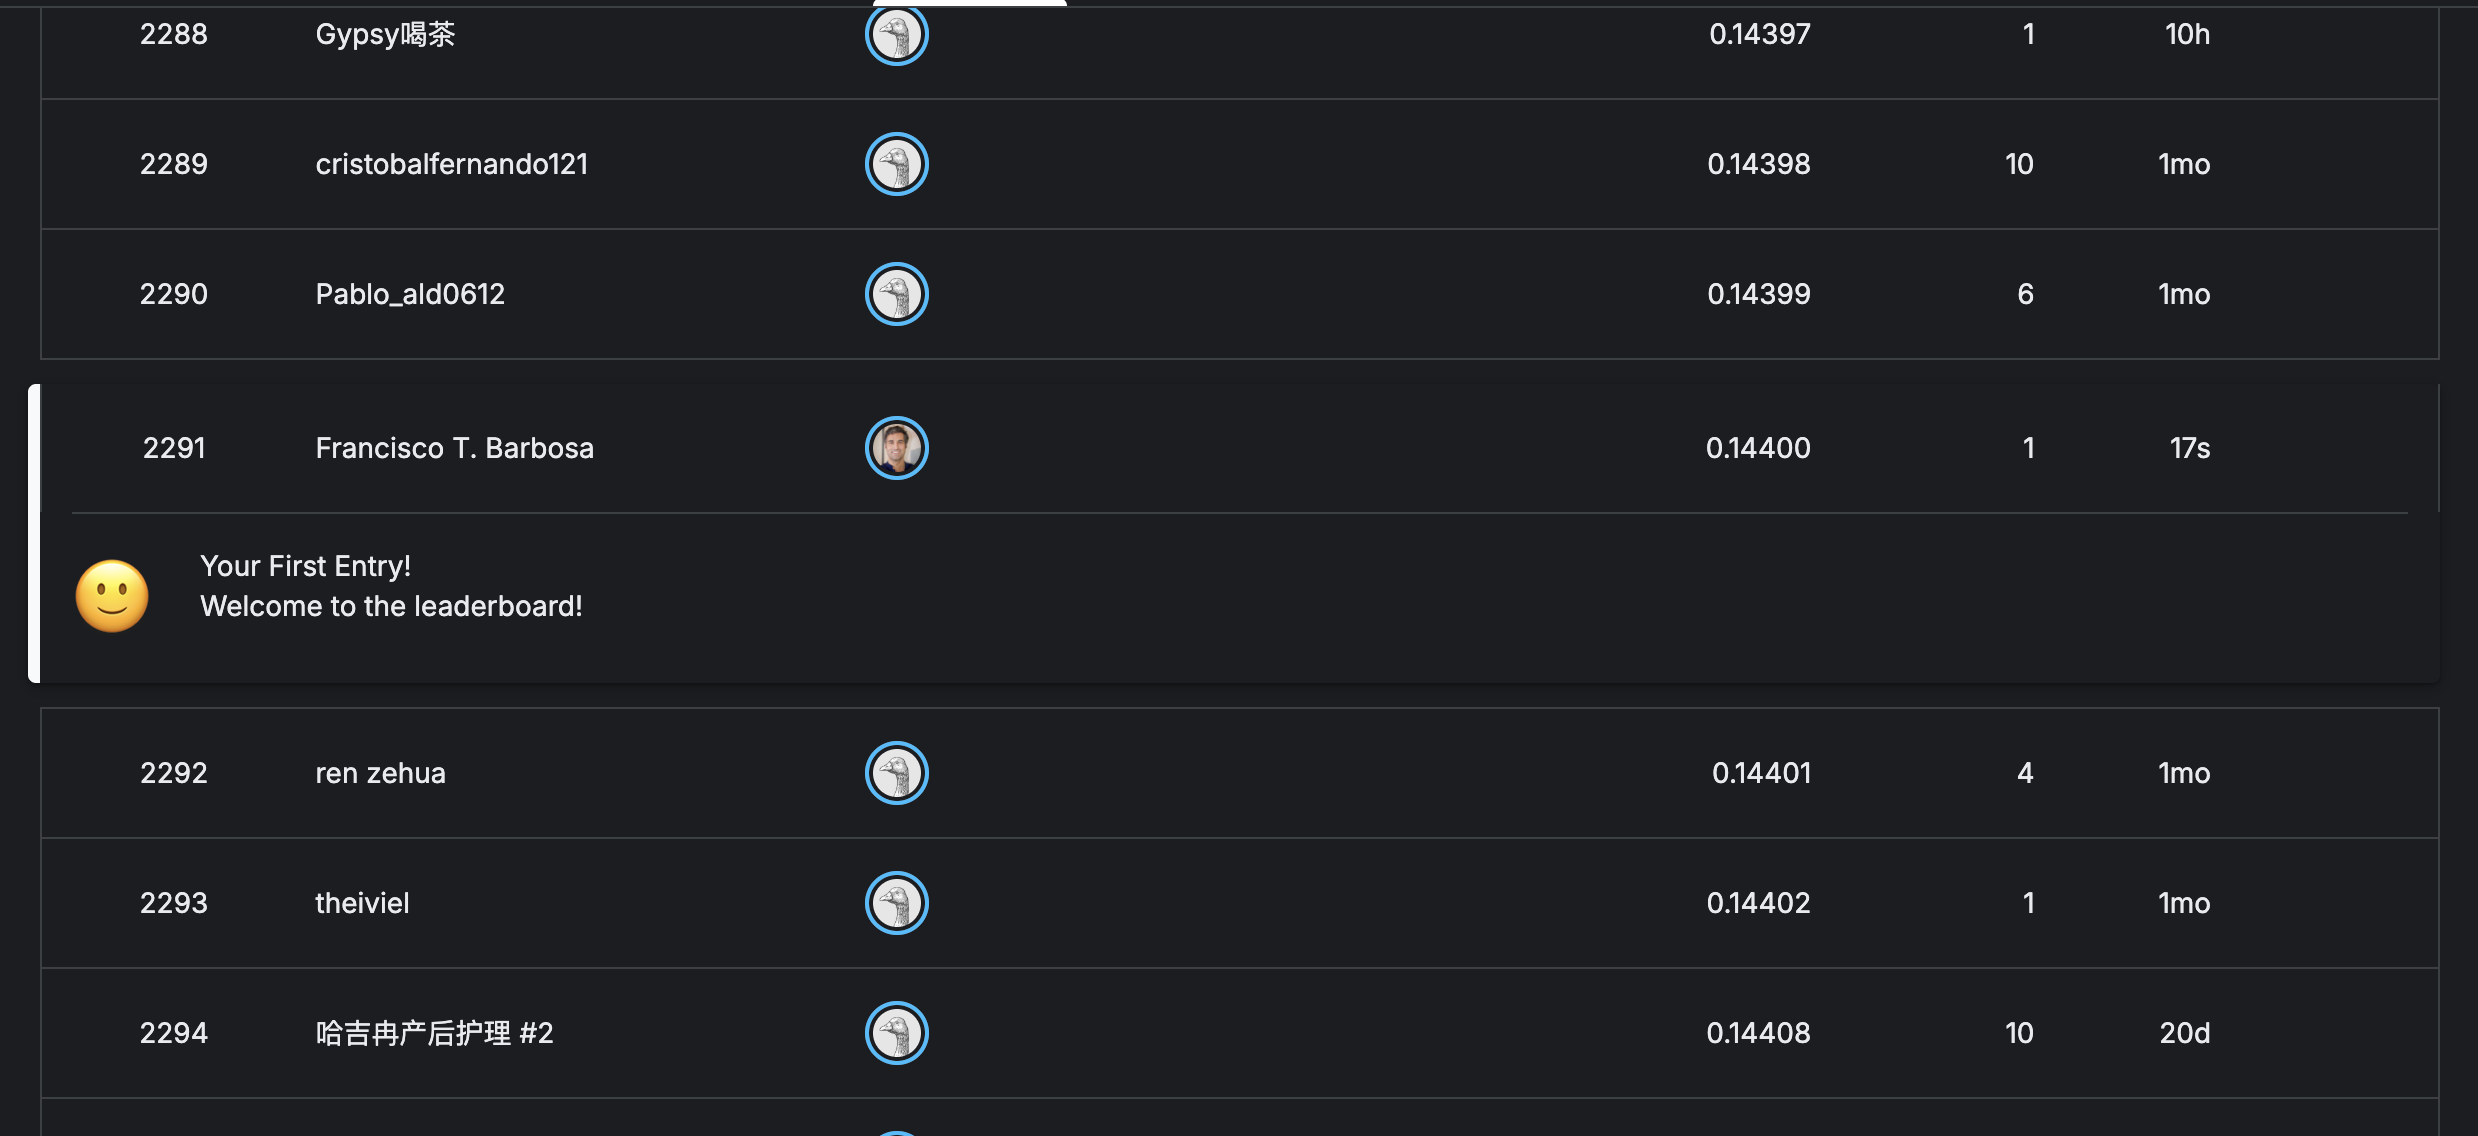 2288 Gypsy喝茶 0.14397 1 10h
2289 cristobalfernando121 0.14398 10 1mo
2290 Pablo_ald0612 0.14399 6 1mo
2291 Francisco T. Barbosa 0.14400 1 17s
Your First Entry!
Welcome to the leaderboard!
2292 ren zehua 0.14401 4 1mo
2293 theiviel 0.14402 1 1mo
2294 哈吉冉产后护理 #2 0.14408 10 20d